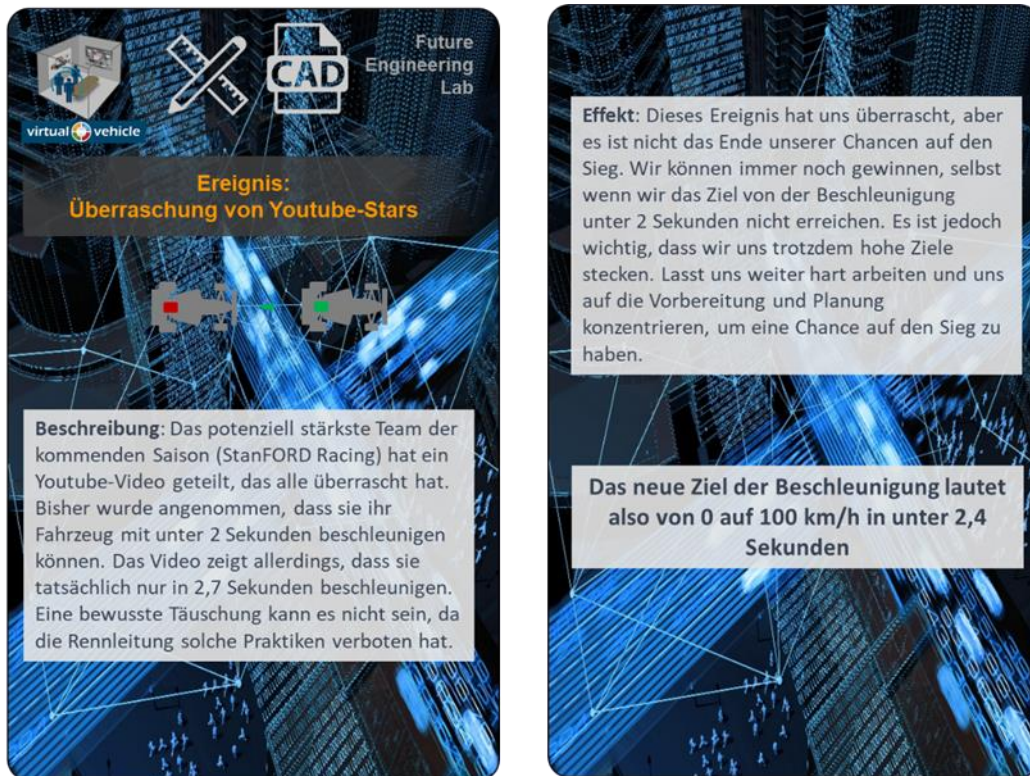 Future
Engineering
Lab
CAD
virtual vehicle
Ereignis:
Überraschung von Youtube-Stars
Beschreibung: Das potenziell stärkste Team der
kommenden Saison (StanFORD Racing) hat ein
Youtube-Video geteilt, das alle überrascht hat.
Bisher wurde angenommen, dass sie ihr
Fahrzeug mit unter 2 Sekunden beschleunigen
können. Das Video zeigt allerdings, dass sie
tatsächlich nur in 2,7 Sekunden beschleunigen.
Eine bewusste Täuschung kann es nicht sein, da
die Rennleitung solche Praktiken verboten hat.
Effekt: Dieses Ereignis hat uns überrascht, aber
es ist nicht das Ende unserer Chancen auf den
Sieg. Wir können immer noch gewinnen, selbst
wenn wir das Ziel von der Beschleunigung
unter 2 Sekunden nicht erreichen. Es ist jedoch
wichtig, dass wir uns trotzdem hohe Ziele
stecken. Lasst uns weiter hart arbeiten und uns
auf die Vorbereitung und Planung
konzentrieren, um eine Chance auf den Sieg zu
haben.
Das neue Ziel der Beschleunigung lautet
also von 0 auf 100 km/h in unter 2,4
Sekunden